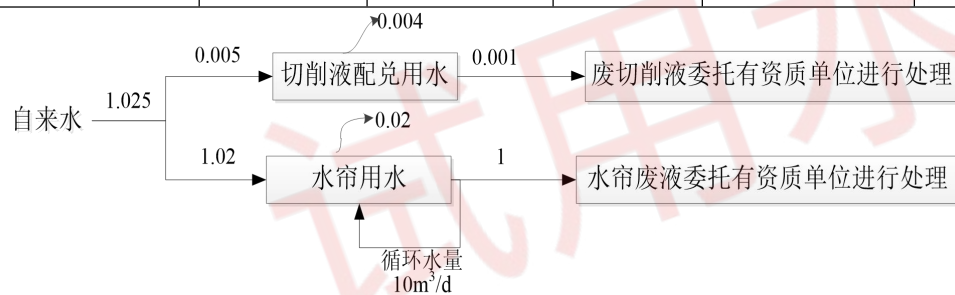 0.004
0.005
切削液配兑用水
0.001
废切削液委托有资质单位进行处理
自来水
1.025
0.02
1.02
水帘用水
1
水帘废液委托有资质单位进行处理
循环水量
10m³/d
试用水